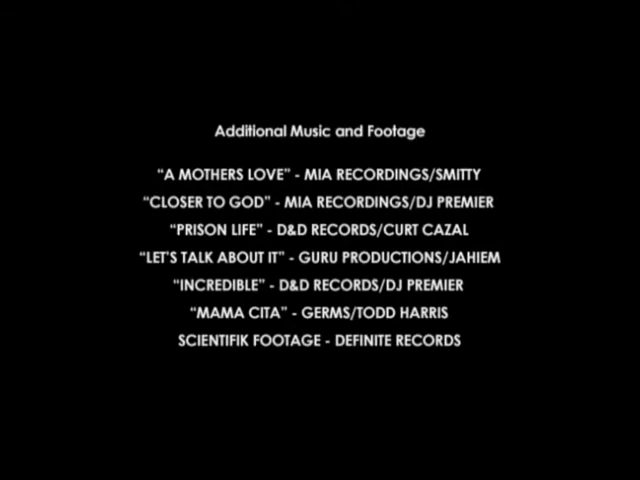 Additional Music and Footage
“A MOTHERS LOVE” - MIA RECORDINGS/SMITTY
“CLOSER TO GOD” - MIA RECORDINGS/DJ PREMIER
“PRISON LIFE” - D&D RECORDS/CURT CAZAL
“LET'S TALK ABOUT IT” - GURU PRODUCTIONS/JAHIEM
“INCREDIBLE” - D&D RECORDS/DJ PREMIER
“MAMA CITA” - GERMS/TODD HARRIS
SCIENTIFIK FOOTAGE - DEFINITE RECORDS